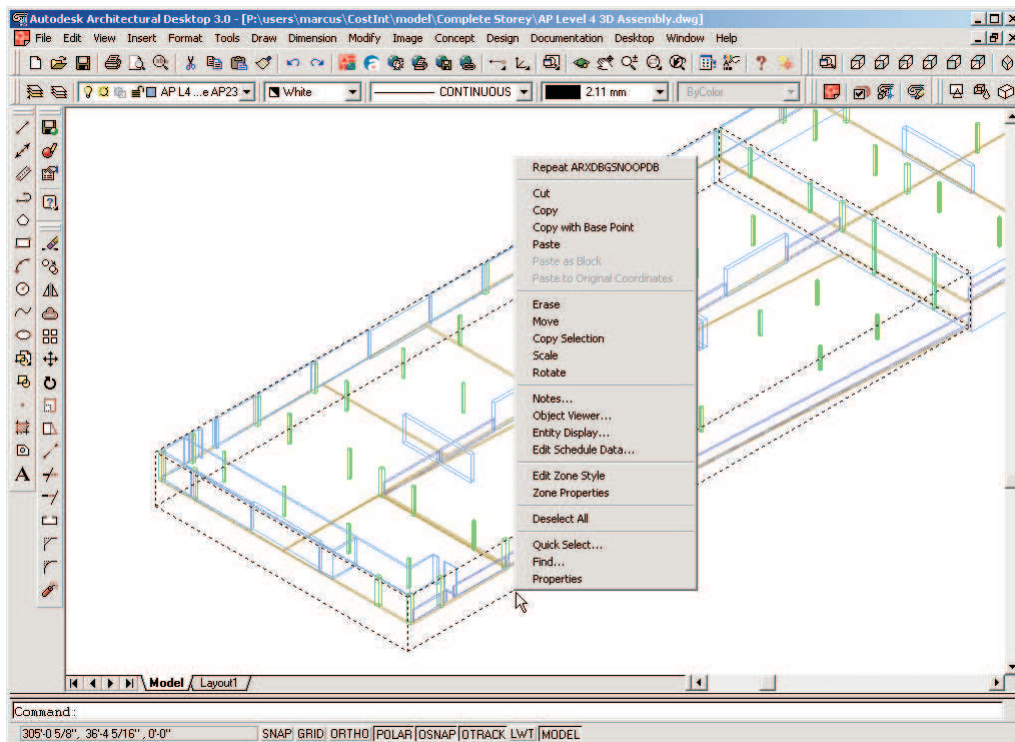 Autodesk Architectural Desktop 3.0 - [P:\users\marcus\CostInt\model\Complete Storey\AP Level 4 3D Assembly.dwg]
File Edit View Insert Format Tools Draw Dimension Modify Image Concept Design Documentation Desktop Window Help
AP L4 ...e AP23 White CONTINUOUS 2.11 mm ByColor
Repeat ARXDBGSNOOPDB
Cut
Copy
Copy with Base Point
Paste
Paste as Block
Paste to Original Coordinates
Erase
Move
Copy Selection
Scale
Rotate
Notes...
Object Viewer...
Entity Display...
Edit Schedule Data...
Edit Zone Style
Zone Properties
Deselect All
Quick Select...
Find...
Properties
A
Model Layout1
Command:
305'-0 5/8", 36'-4 5/16" , 0'-0" SNAP GRID ORTHO POLAR OSNAP OTRACK LWT MODEL